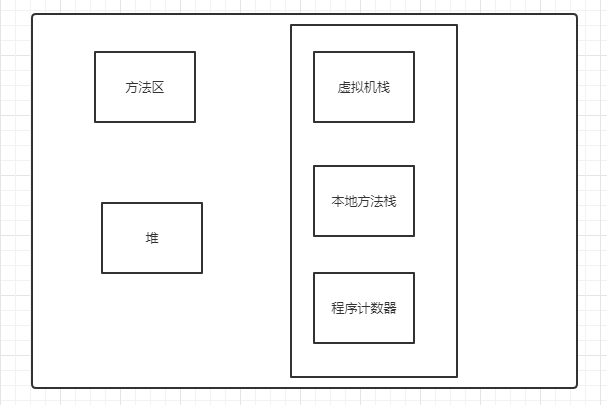 方法区
虚拟机栈
本地方法栈
堆
程序计数器